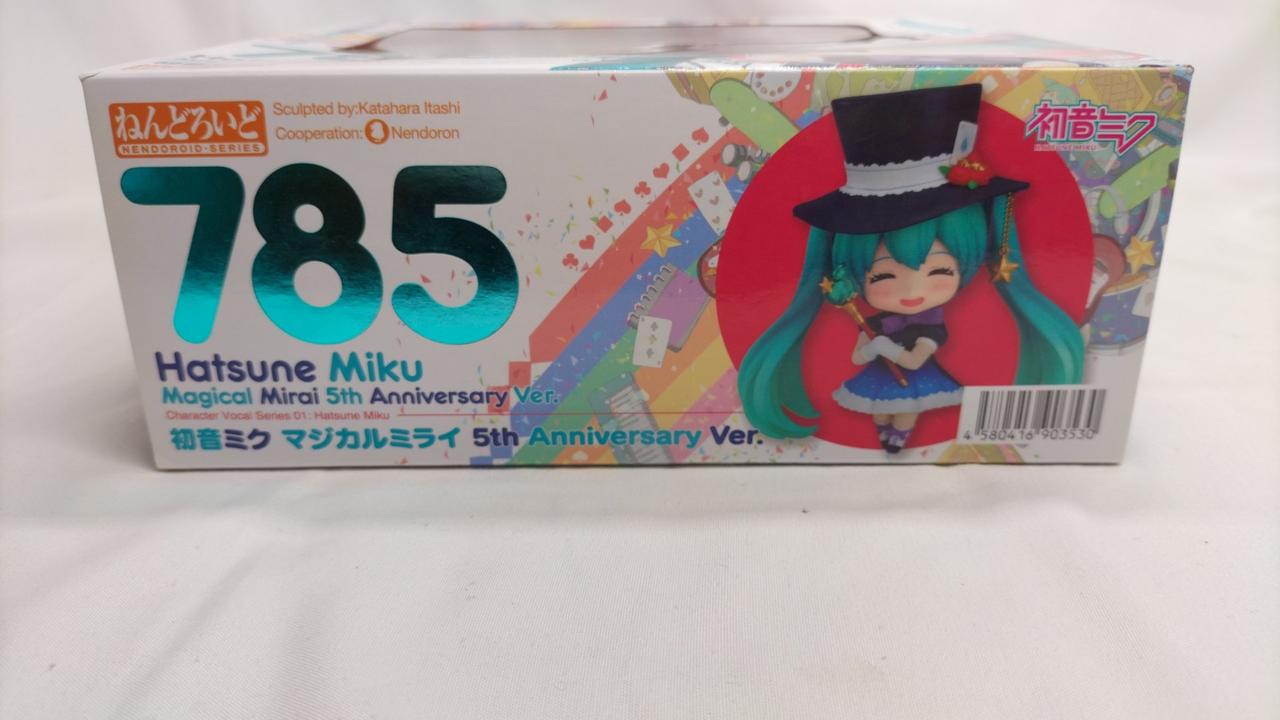 ねんどろいど
NENDOROID・SERIES
Sculpted by:Katahara Itashi
Cooperation: Nendoron
785
Hatsune Miku
Magical Mirai 5th Anniversary Ver.
Character Vocal Series 01: Hatsune Miku
初音ミク マジカルミライ 5th Anniversary Ver.
初音ミク
HATSUNE MIKU
4 580416 903530